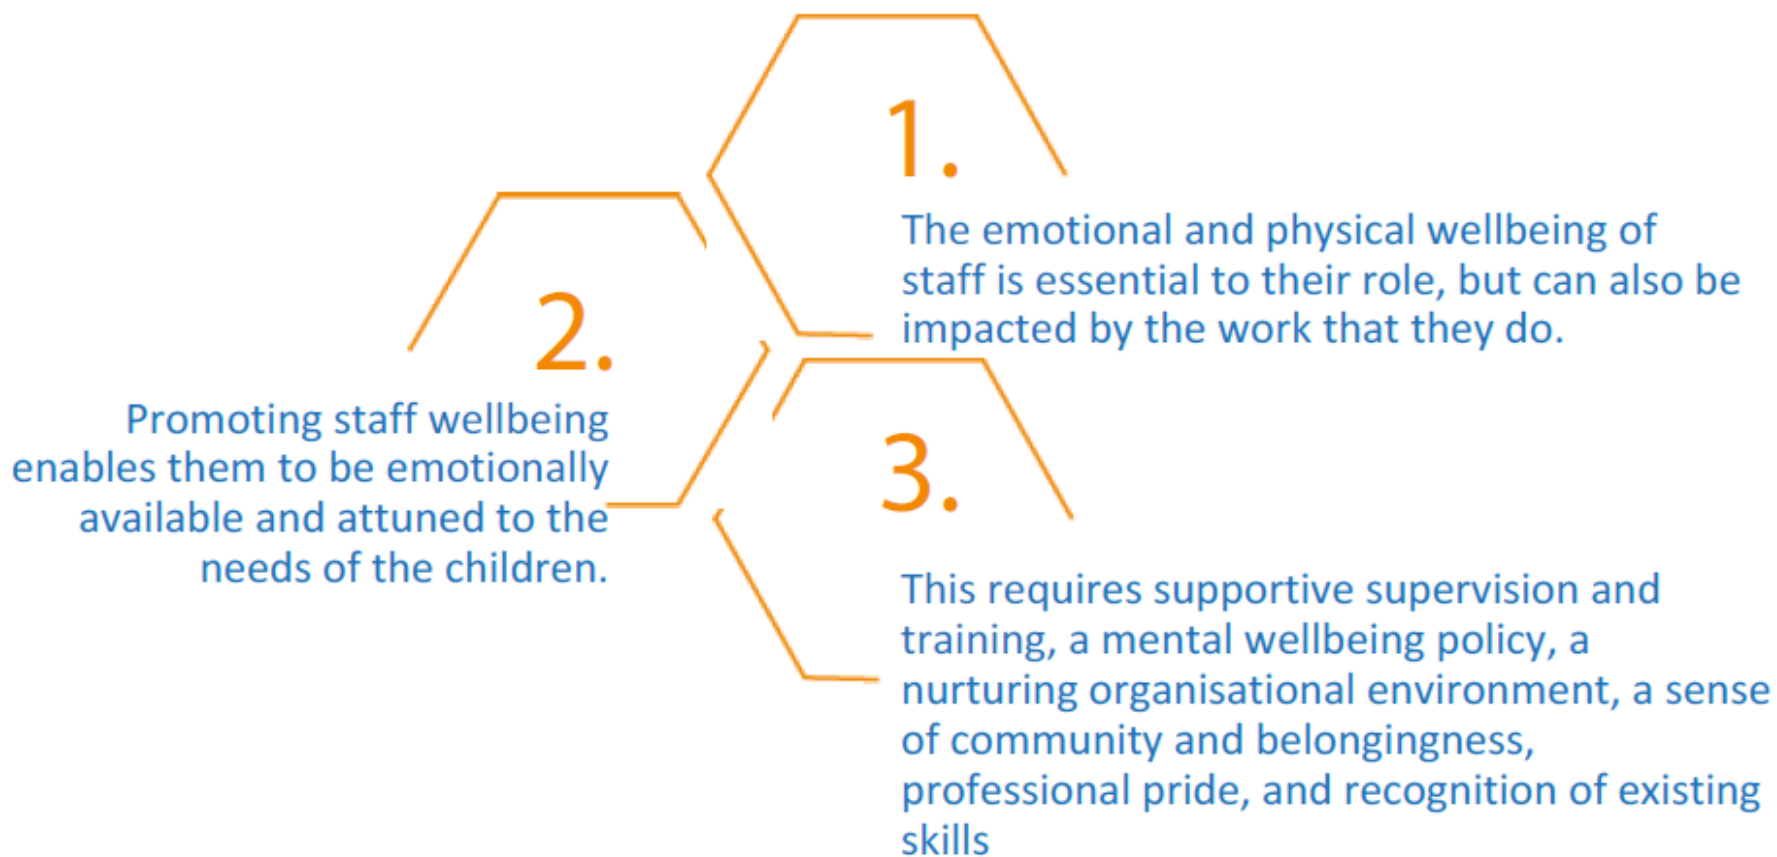 1.
The emotional and physical wellbeing of
staff is essential to their role, but can also be
impacted by the work that they do.
2.
Promoting staff wellbeing
enables them to be emotionally
available and attuned to the
needs of the children.
3.
This requires supportive supervision and
training, a mental wellbeing policy, a
nurturing organisational environment, a sense
of community and belongingness,
professional pride, and recognition of existing
skills